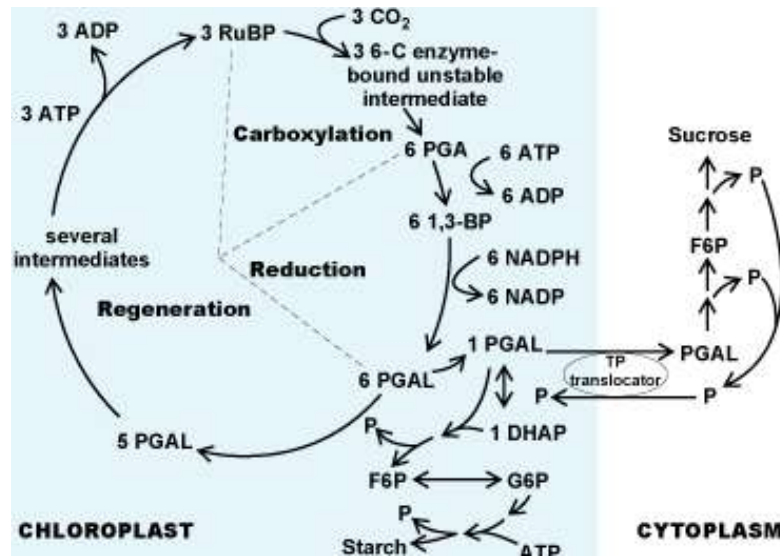 3 ADP
3 RuBP
3 CO2
3 6-C enzyme-
bound unstable
intermediate
3 ATP
Carboxylation
6 PGA
6 ATP
6 ADP
Sucrose
P
6 1,3-BP
several
intermediates
Reduction
6 NADPH
6 NADP
F6P
P
Regeneration
1 PGAL
PGAL
TP
translocator
6 PGAL
P
P
5 PGAL
P
1 DHAP
F6P
G6P
P
CHLOROPLAST
Starch
ATP
CYTOPLASM